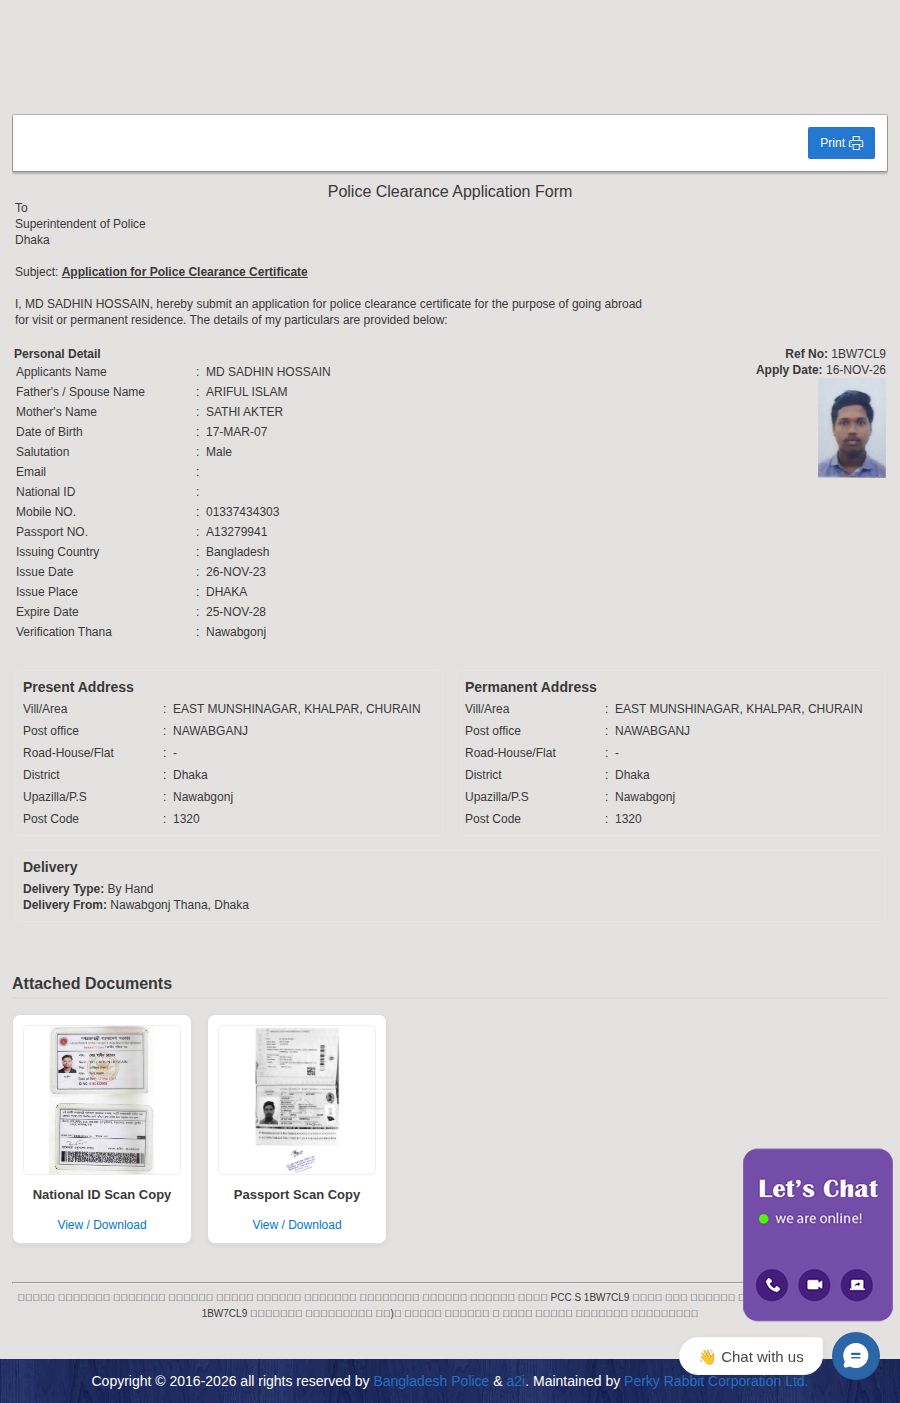 Print
Police Clearance Application Form
To
Superintendent of Police
Dhaka
Subject: Application for Police Clearance Certificate
I, MD SADHIN HOSSAIN, hereby submit an application for police clearance certificate for the purpose of going abroad
for visit or permanent residence. The details of my particulars are provided below:
Personal Detail
Ref No: 1BW7CL9
Apply Date: 16-NOV-26
Applicants Name : MD SADHIN HOSSAIN
Father's / Spouse Name : ARIFUL ISLAM
Mother's Name : SATHI AKTER
Date of Birth : 17-MAR-07
Salutation : Male
Email :
National ID :
Mobile NO. : 01337434303
Passport NO. : A13279941
Issuing Country : Bangladesh
Issue Date : 26-NOV-23
Issue Place : DHAKA
Expire Date : 25-NOV-28
Verification Thana : Nawabgonj
Present Address
Vill/Area : EAST MUNSHINAGAR, KHALPAR, CHURAIN
Post office : NAWABGANJ
Road-House/Flat : -
District : Dhaka
Upazilla/P.S : Nawabgonj
Post Code : 1320
Permanent Address
Vill/Area : EAST MUNSHINAGAR, KHALPAR, CHURAIN
Post office : NAWABGANJ
Road-House/Flat : -
District : Dhaka
Upazilla/P.S : Nawabgonj
Post Code : 1320
Delivery
Delivery Type: By Hand
Delivery From: Nawabgonj Thana, Dhaka
Attached Documents
National ID Scan Copy
View / Download
Passport Scan Copy
View / Download
Let's Chat
we are online!
PCC S 1BW7CL9
1BW7CL9
👋 Chat with us
Copyright © 2016-2026 all rights reserved by Bangladesh Police & a2i. Maintained by Perky Rabbit Corporation Ltd.